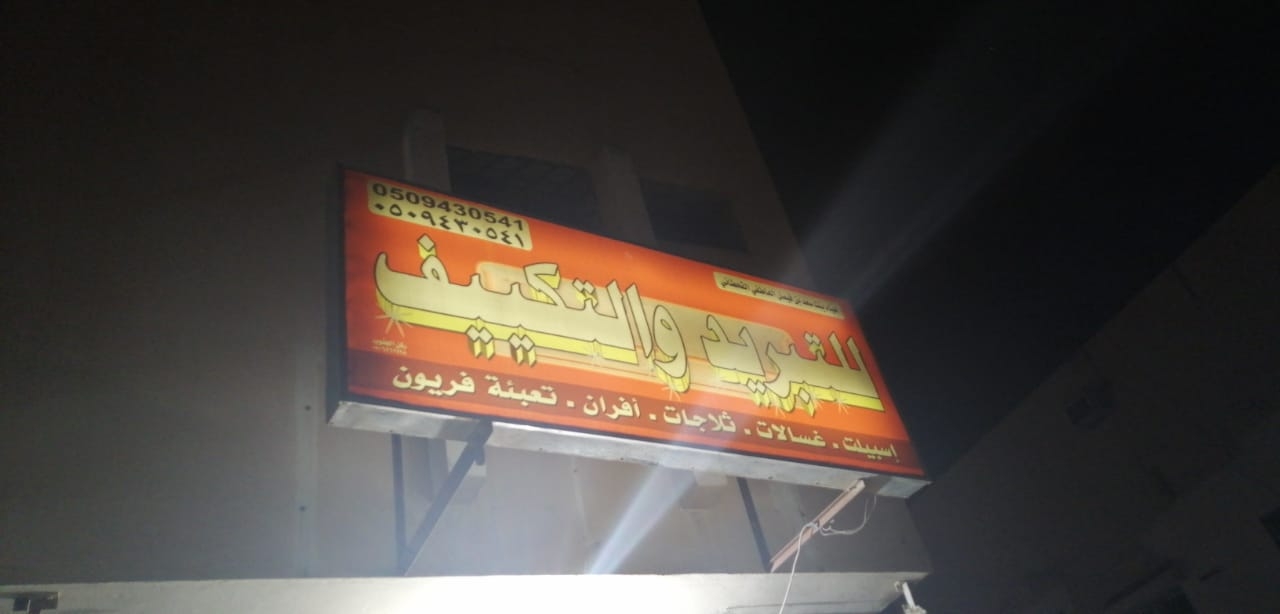 0509430541
٠٥٠٩٤٣٠٥٤١
للتبريد والتكييف
إسبيلت - غسالات - ثلاجات - أفران - تعبئة فريون